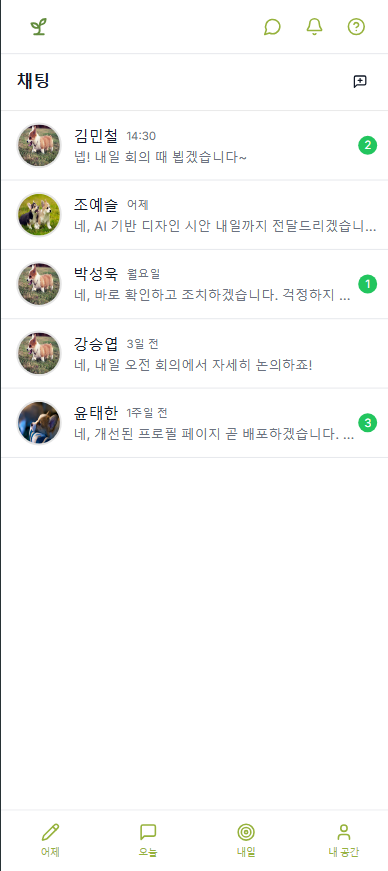 채팅
김민철 14:30
넵! 내일 회의 때 뵙겠습니다~
2
조예슬 어제
네, AI 기반 디자인 시안 내일까지 전달드리겠습니...
박성욱 월요일
네, 바로 확인하고 조치하겠습니다. 걱정하지 ...
1
강승엽 3일 전
네, 내일 오전 회의에서 자세히 논의하죠!
윤태한 1주일 전
네, 개선된 프로필 페이지 곧 배포하겠습니다. ...
3
어제
오늘
내일
내 공간